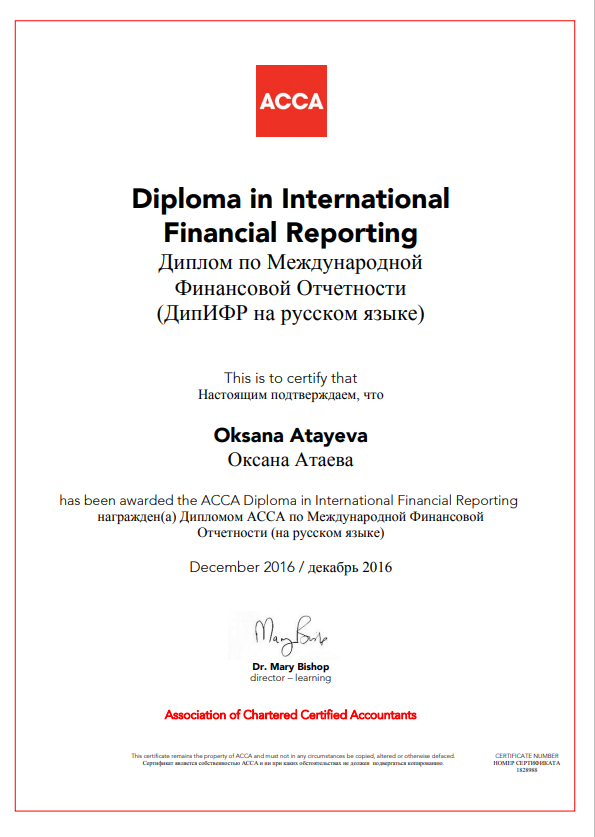 ACCA
Diploma in International
Financial Reporting
Диплом по Международной
Финансовой Отчетности
(ДипИФР на русском языке)
This is to certify that
Настоящим подтверждаем, что
Oksana Atayeva
Оксана Атаева
has been awarded the ACCA Diploma in International Financial Reporting
награжден(а) Дипломом АССА по Международной Финансовой
Отчетности (на русском языке)
December 2016 / декабрь 2016
Mary Bishop
Dr. Mary Bishop
director – learning
Association of Chartered Certified Accountants
This certificate remains the property of ACCA and must not in any circumstances be copied, altered or otherwise defaced.
Сертификат является собственностью АССА и ни при каких обстоятельствах не должен подвергаться копированию.
CERTIFICATE NUMBER
НОМЕР СЕРТИФИКАТА
1828988